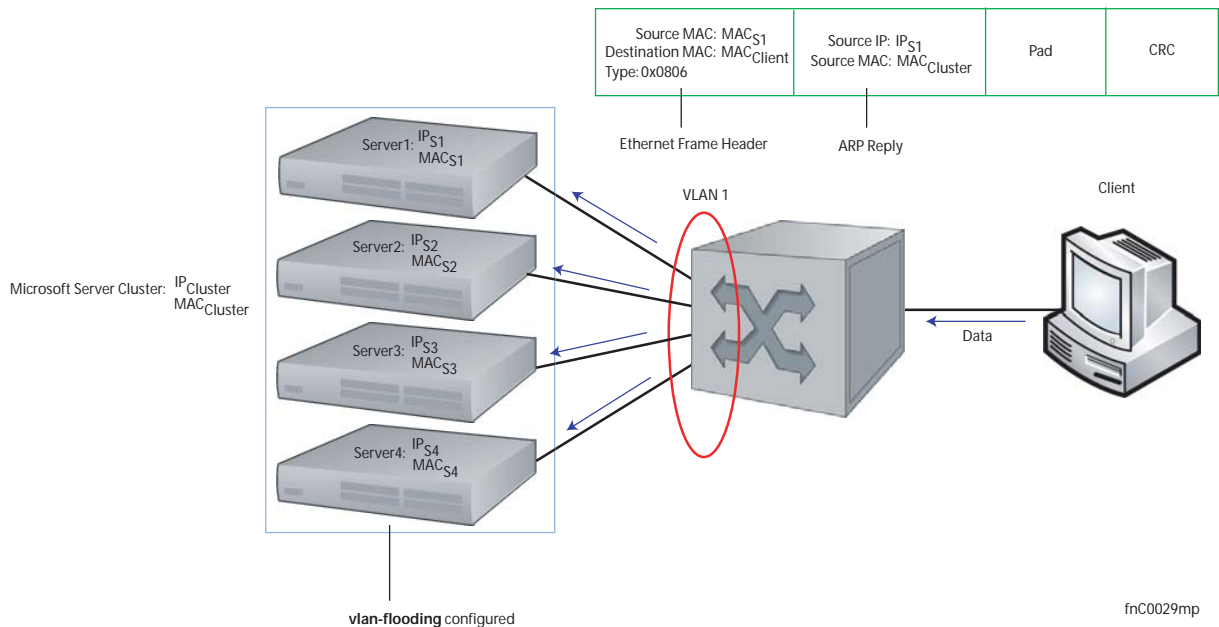 Source MAC: MACS1
Destination MAC: MACClient
Type: 0x0806
Source IP: IPS1
Source MAC: MACCluster
Pad
CRC
Ethernet Frame Header
ARP Reply
Server1: IPS1
MACS1
VLAN 1
Client
Server2: IPS2
MACS2
Microsoft Server Cluster: IPCluster
MACCluster
Data
Server3: IPS3
MACS3
Server4: IPS4
MACS4
vlan-flooding configured
fnC0029mp